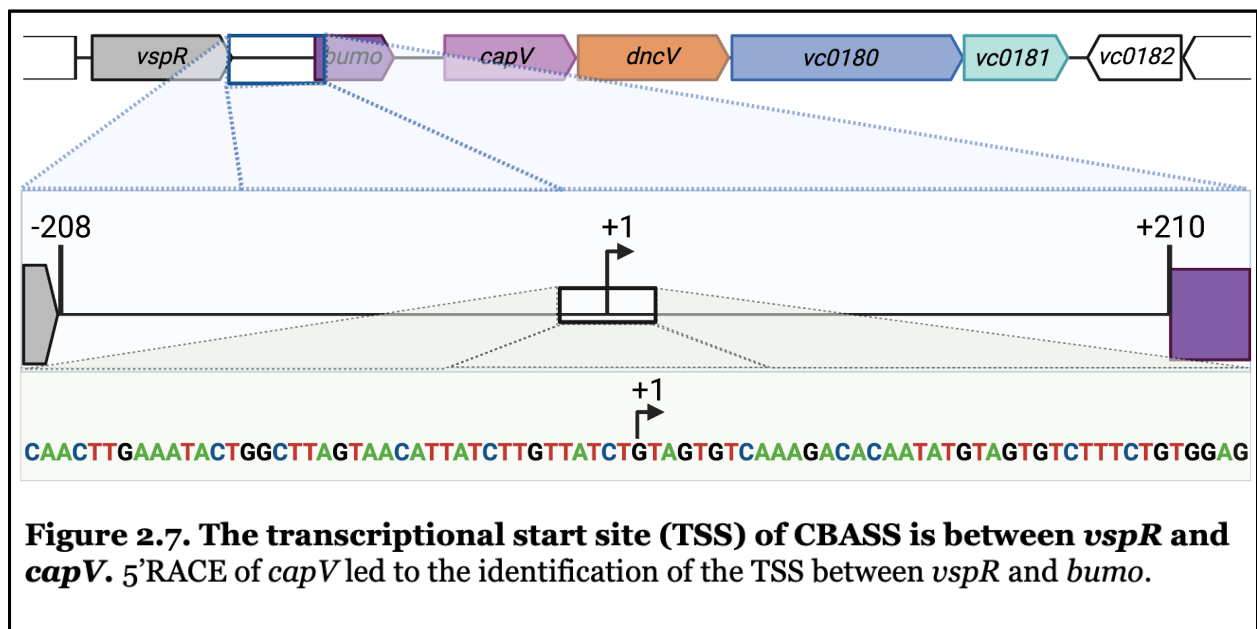 vspR bumo capV dncV vc0180 vc0181 vc0182
-208 +1 +210
+1
CAACTTGAAATACTGGCTTAGTAACATTATCTTGTTATCTGTAGTGTCAAAGACACAATATGTAGTGTCTTTCTGTGGAG
Figure 2.7. The transcriptional start site (TSS) of CBASS is between vspR and
capV. 5’RACE of capV led to the identification of the TSS between vspR and bumo.